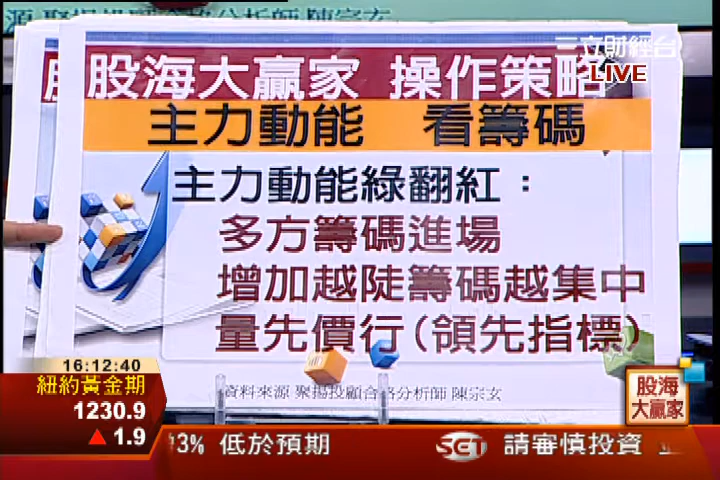 三立財經台
LIVE
股海大贏家 操作策略
主力動能 看籌碼
主力動能綠翻紅：
多方籌碼進場
增加越陡籌碼越集中
量先價行(領先指標)
資料來源 聚揚投顧合格分析師 陳宗玄
16:12:40
紐約黃金期
1230.9
▲1.9
股海
大贏家
13% 低於預期
SET 請審慎投資